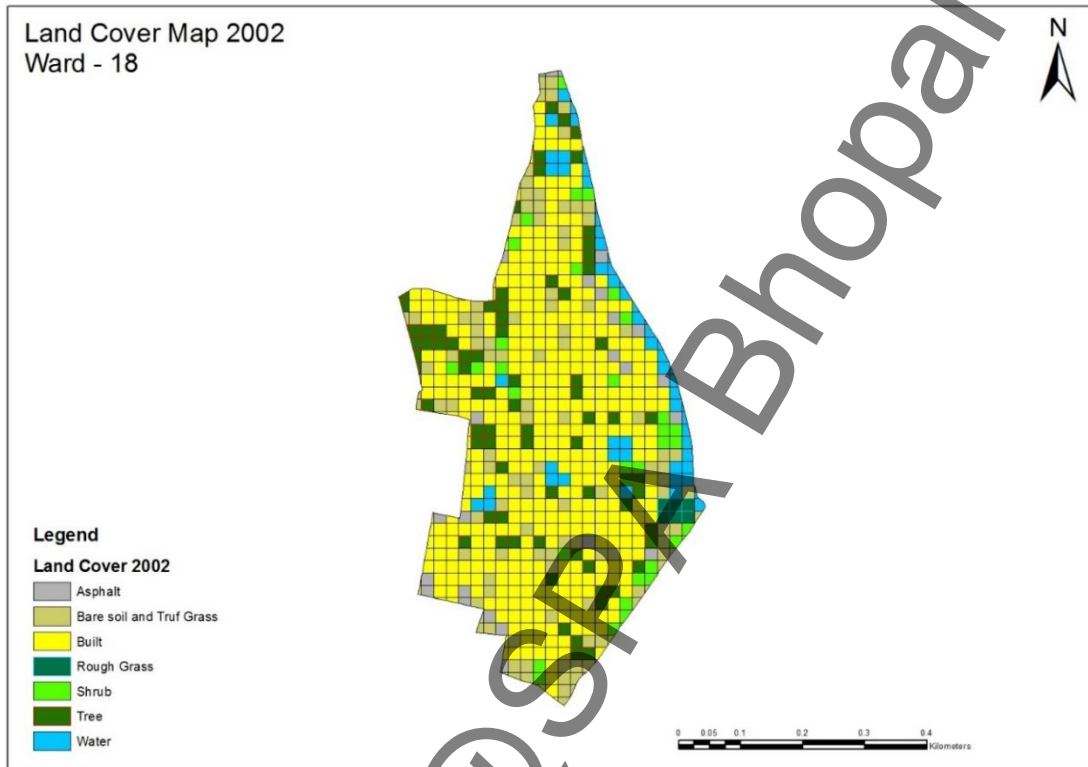 Land Cover Map 2002
Ward - 18
N
Legend
Land Cover 2002
Asphalt
Bare soil and Truf Grass
Built
Rough Grass
Shrub
Tree
Water
0 0.05 0.1 0.2 0.3 0.4
Kilometers
@SPA Bhopal